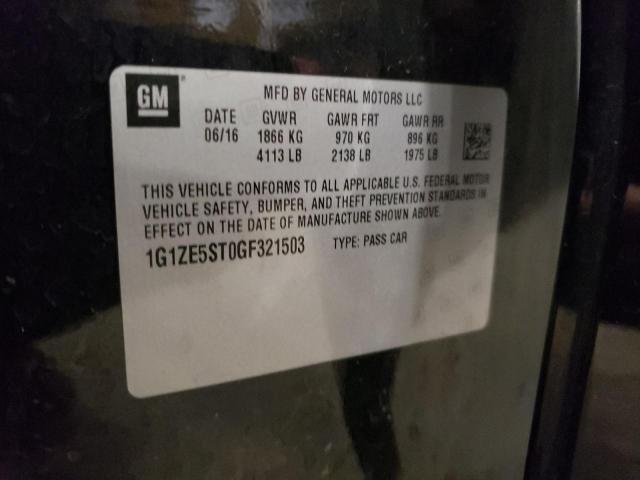 GM
MFD BY GENERAL MOTORS LLC
DATE GVWR GAWR FRT GAWR RR
06/16 1866 KG 970 KG 896 KG
4113 LB 2138 LB 1975 LB
THIS VEHICLE CONFORMS TO ALL APPLICABLE U.S. FEDERAL MOTOR
VEHICLE SAFETY, BUMPER, AND THEFT PREVENTION STANDARDS IN
EFFECT ON THE DATE OF MANUFACTURE SHOWN ABOVE.
1G1ZE5ST0GF321503 TYPE: PASS CAR